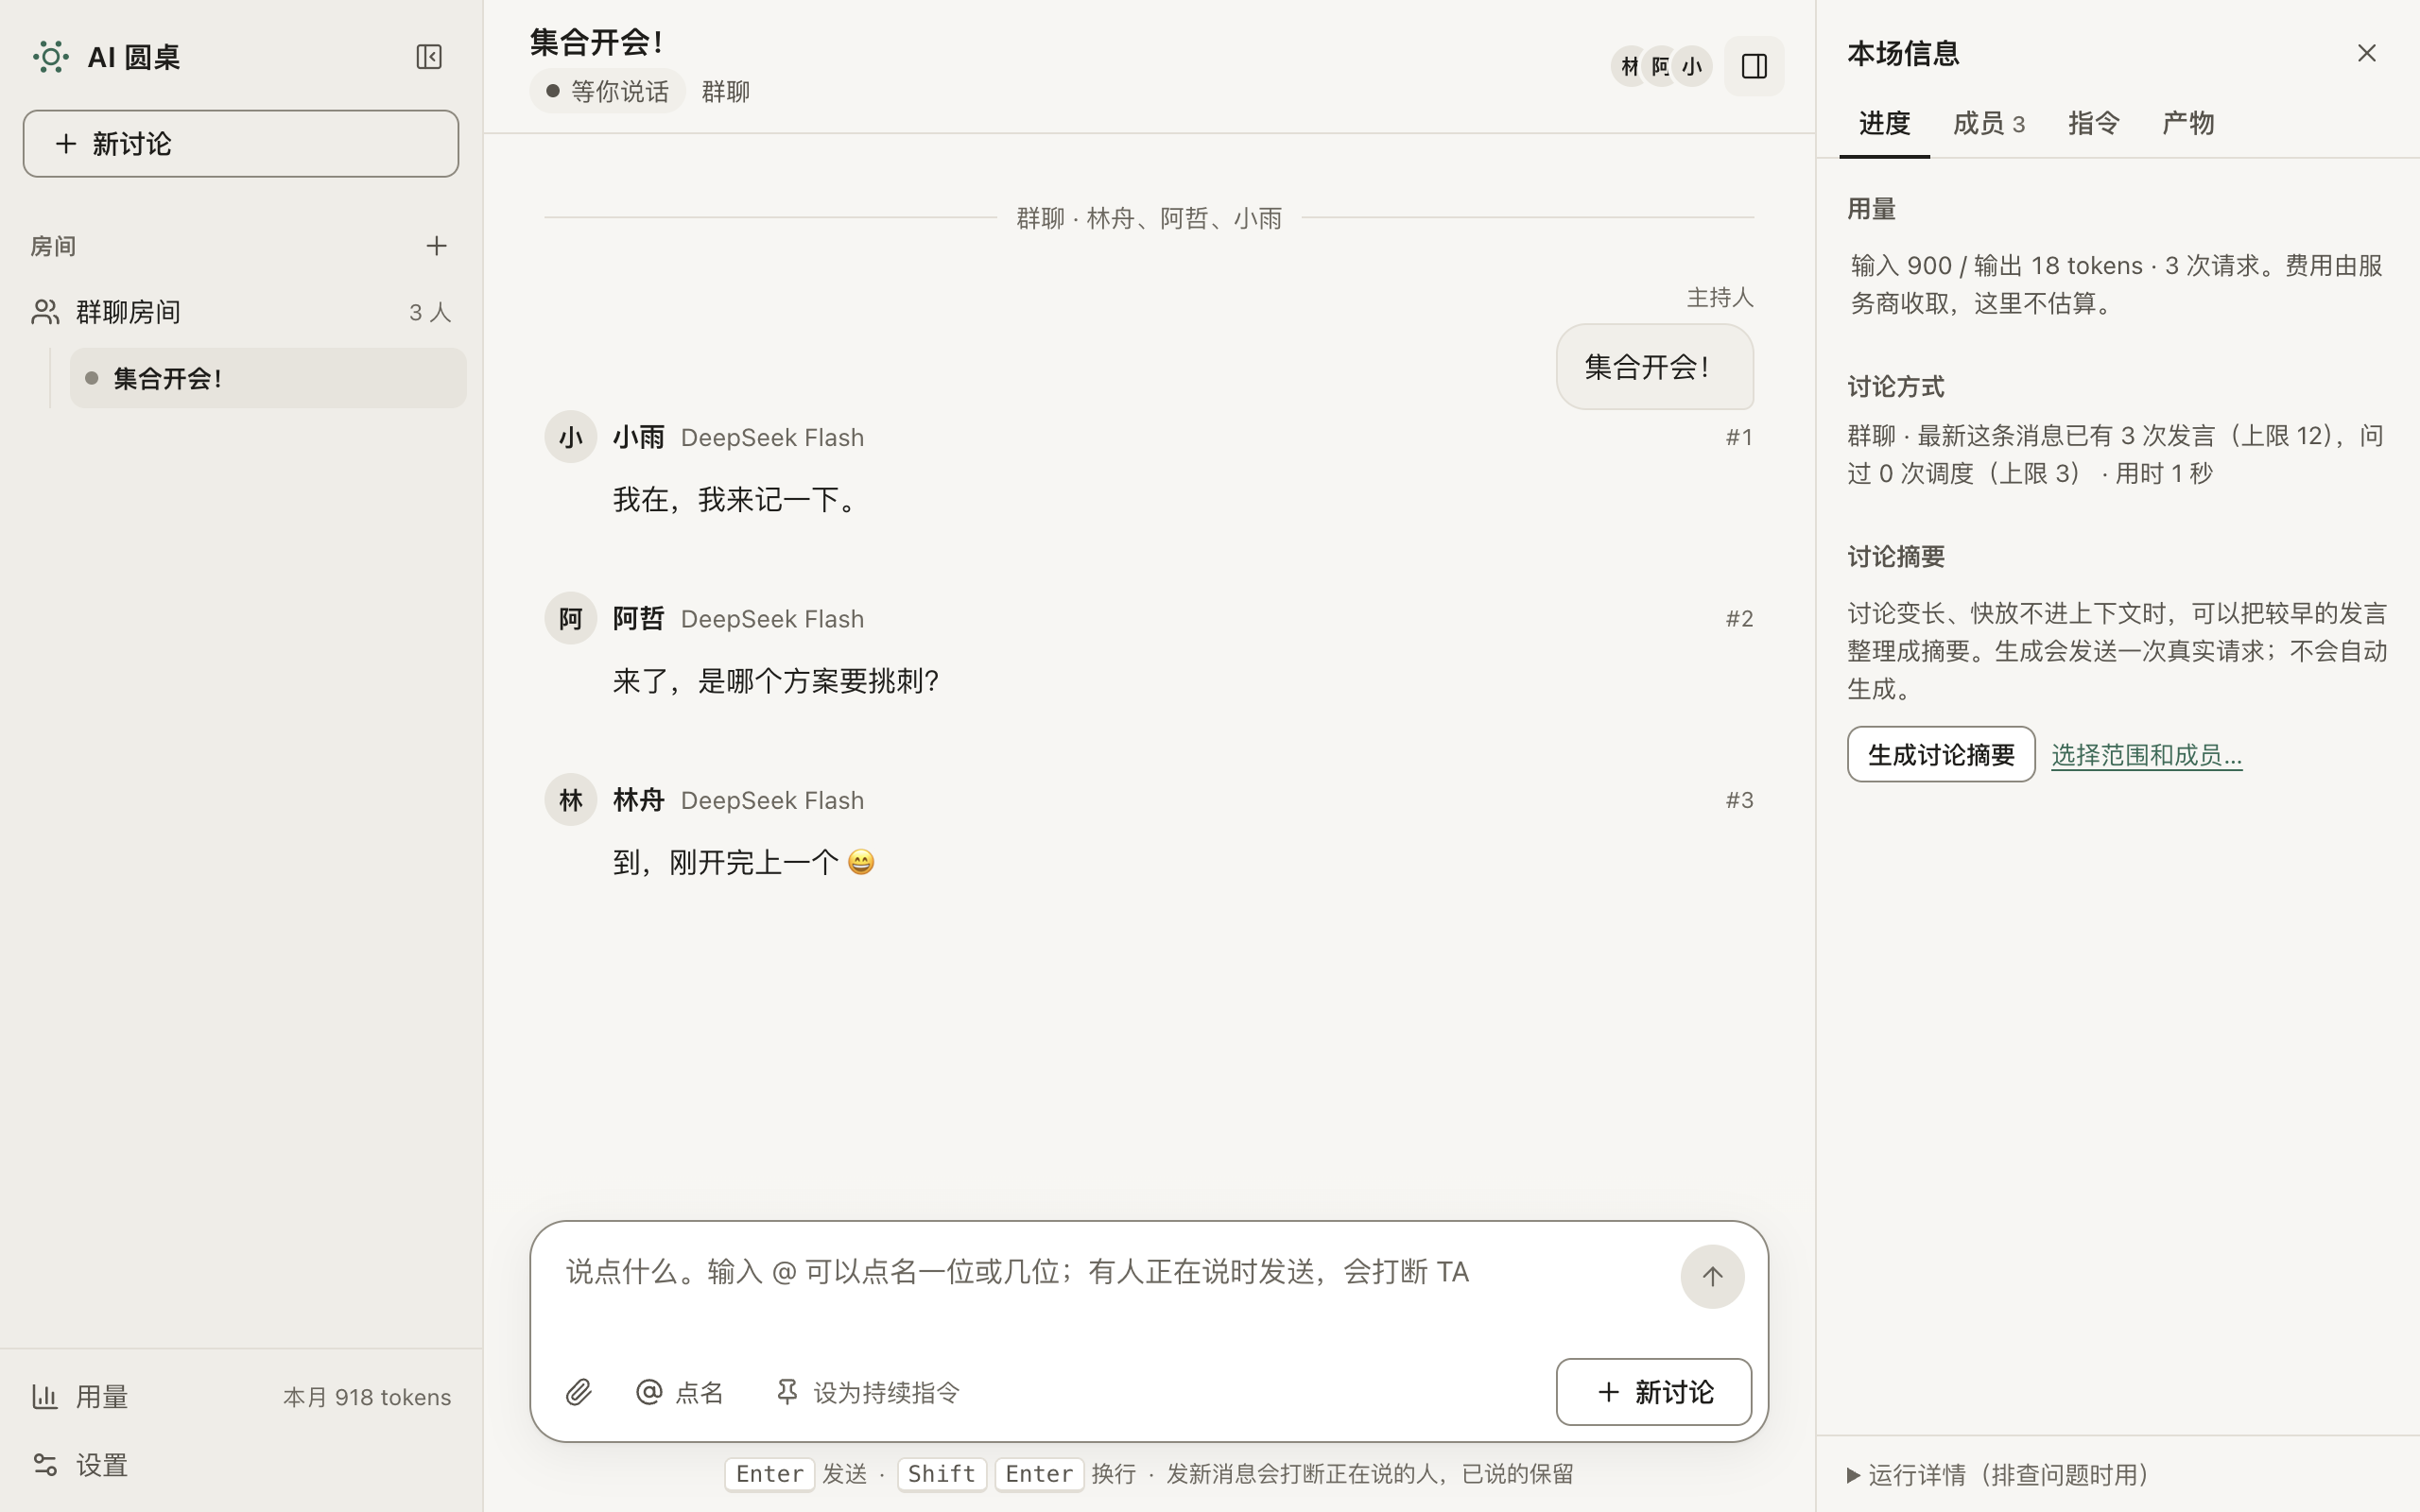 AI 圆桌
新讨论
房间
群聊房间
3 人
集合开会！
用量
本月 918 tokens
设置
集合开会！
等你说话
群聊
林
阿
小
群聊 · 林舟、阿哲、小雨
主持人
集合开会！
小
小雨 DeepSeek Flash
#1
我在，我来记一下。
阿
阿哲 DeepSeek Flash
#2
来了，是哪个方案要挑刺？
林
林舟 DeepSeek Flash
#3
到，刚开完上一个 😄
说点什么。输入 @ 可以点名一位或几位；有人正在说时发送，会打断 TA
点名
设为持续指令
新讨论
Enter 发送 · Shift Enter 换行 · 发新消息会打断正在说的人，已说的保留
本场信息
进度 成员 3 指令 产物
用量
输入 900 / 输出 18 tokens · 3 次请求。费用由服
务商收取，这里不估算。
讨论方式
群聊 · 最新这条消息已有 3 次发言（上限 12），问
过 0 次调度（上限 3） · 用时 1 秒
讨论摘要
讨论变长、快放不进上下文时，可以把较早的发言
整理成摘要。生成会发送一次真实请求；不会自动
生成。
生成讨论摘要 选择范围和成员…
运行详情（排查问题时用）